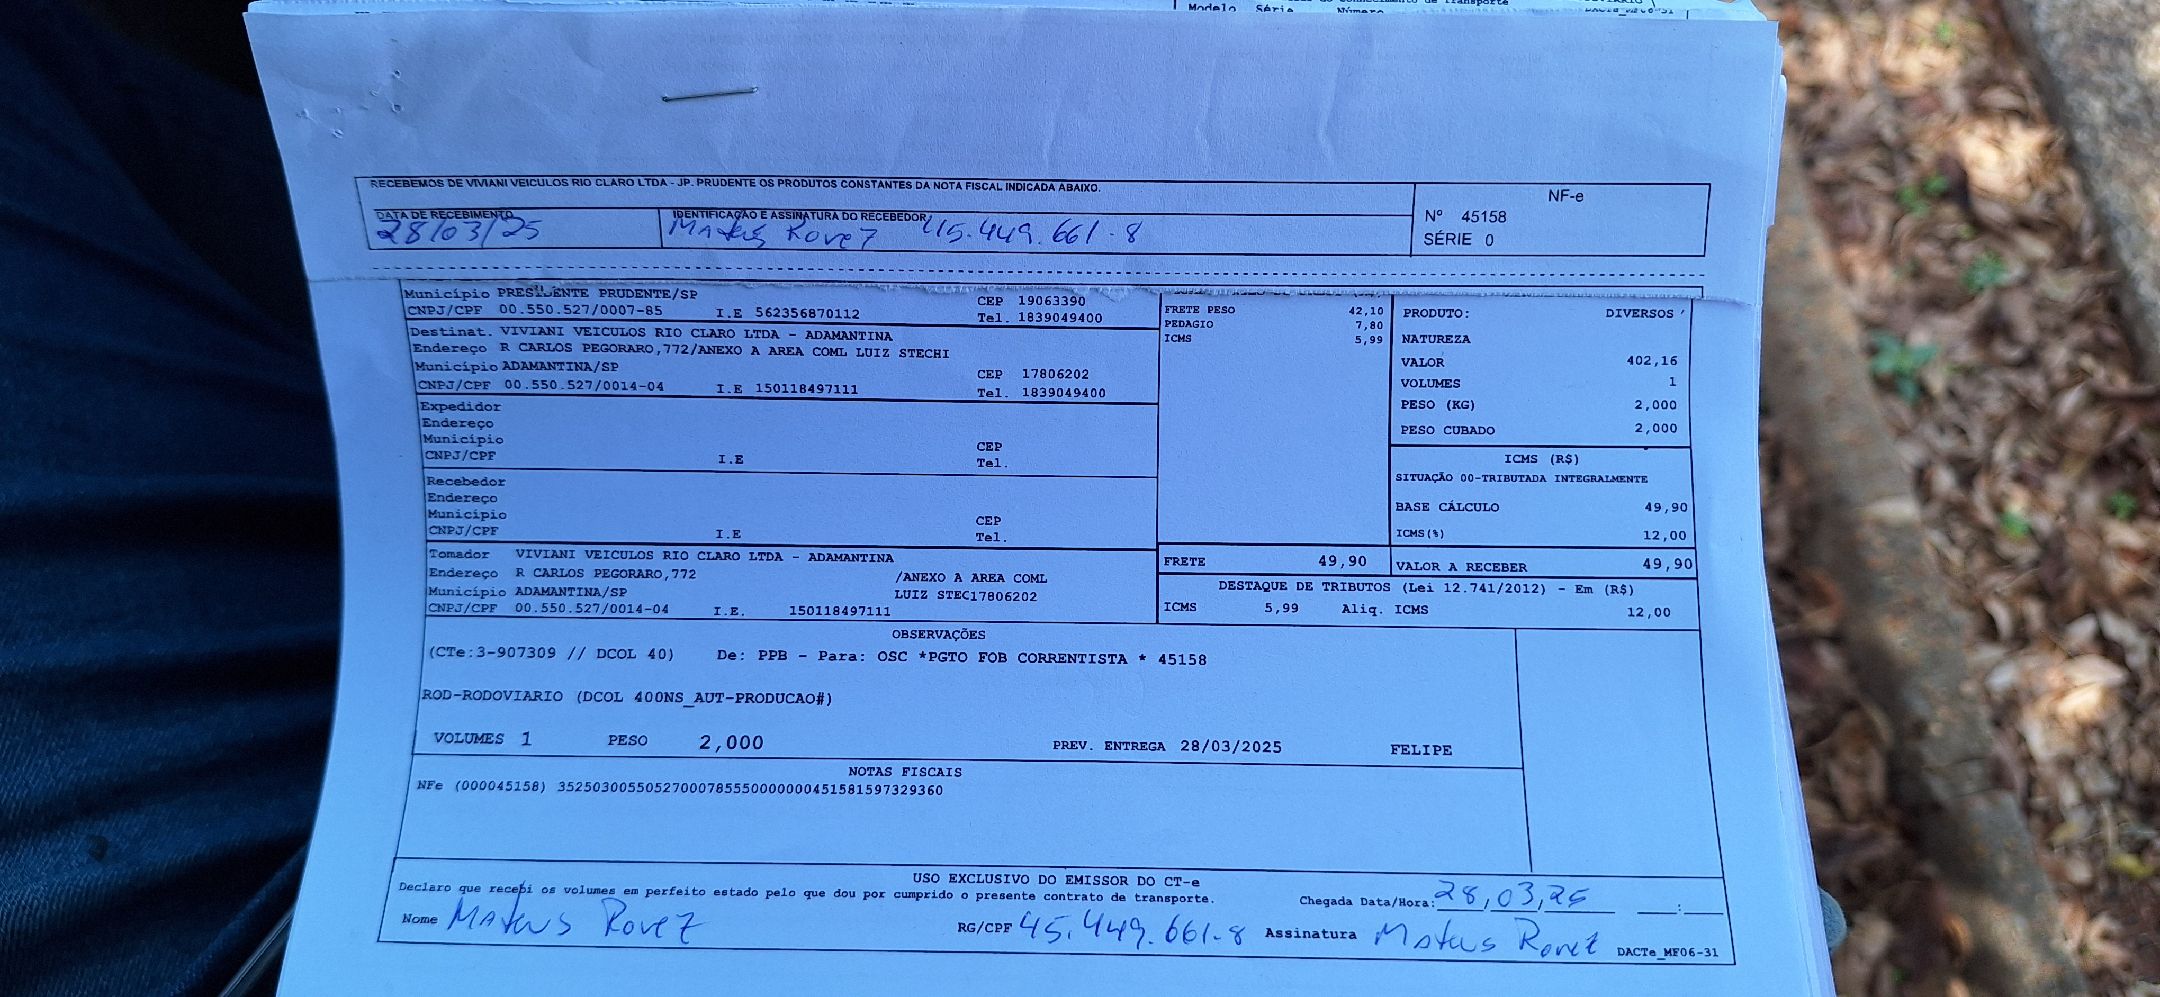 Modelo Série Número
RECEBEMOS DE VIVIANI VEICULOS RIO CLARO LTDA - JP. PRUDENTE OS PRODUTOS CONSTANTES DA NOTA FISCAL INDICADA ABAIXO.
NF-e
DATA DE RECEBIMENTO
IDENTIFICAÇÃO E ASSINATURA DO RECEBEDOR
Nº 45158
28/03/25
Mateus Rovez 45.449.661-8
SÉRIE 0
Município PRESIDENTE PRUDENTE/SP
CEP 19063390
CNPJ/CPF 00.550.527/0007-85 I.E 562356870112 Tel. 1839049400
Destinat. VIVIANI VEICULOS RIO CLARO LTDA - ADAMANTINA
Endereço R CARLOS PEGORARO,772/ANEXO A AREA COML LUIZ STECHI
Município ADAMANTINA/SP CEP 17806202
CNPJ/CPF 00.550.527/0014-04 I.E 150118497111 Tel. 1839049400
Expedidor
Endereço
Município CEP
CNPJ/CPF I.E Tel.
Recebedor
Endereço
Município CEP
CNPJ/CPF I.E Tel.
Tomador VIVIANI VEICULOS RIO CLARO LTDA - ADAMANTINA
Endereço R CARLOS PEGORARO,772 /ANEXO A AREA COML
Município ADAMANTINA/SP LUIZ STEC17806202
CNPJ/CPF 00.550.527/0014-04 I.E. 150118497111
FRETE PESO 42,10
PEDAGIO 7,80
ICMS 5,99
PRODUTO: DIVERSOS
NATUREZA
VALOR 402,16
VOLUMES 1
PESO (KG) 2,000
PESO CUBADO 2,000
ICMS (R$)
SITUAÇÃO 00-TRIBUTADA INTEGRALMENTE
BASE CÁLCULO 49,90
ICMS(%) 12,00
FRETE 49,90
VALOR A RECEBER 49,90
DESTAQUE DE TRIBUTOS (Lei 12.741/2012) - Em (R$)
ICMS 5,99 Aliq. ICMS 12,00
OBSERVAÇÕES
(CTe:3-907309 // DCOL 40) De: PPB - Para: OSC *PGTO FOB CORRENTISTA * 45158
ROD-RODOVIARIO (DCOL 400NS_AUT-PRODUCAO#)
VOLUMES 1 PESO 2,000 PREV. ENTREGA 28/03/2025 FELIPE
NOTAS FISCAIS
NFe (000045158) 35250300550527000785550000000451581597329360
USO EXCLUSIVO DO EMISSOR DO CT-e
Declaro que recebi os volumes em perfeito estado pelo que dou por cumprido o presente contrato de transporte.
Chegada Data/Hora: 28,03,25 __:__
Nome Mateus Rovez RG/CPF 45.449.661-8 Assinatura Mateus Rovez DACTe_MF06-31